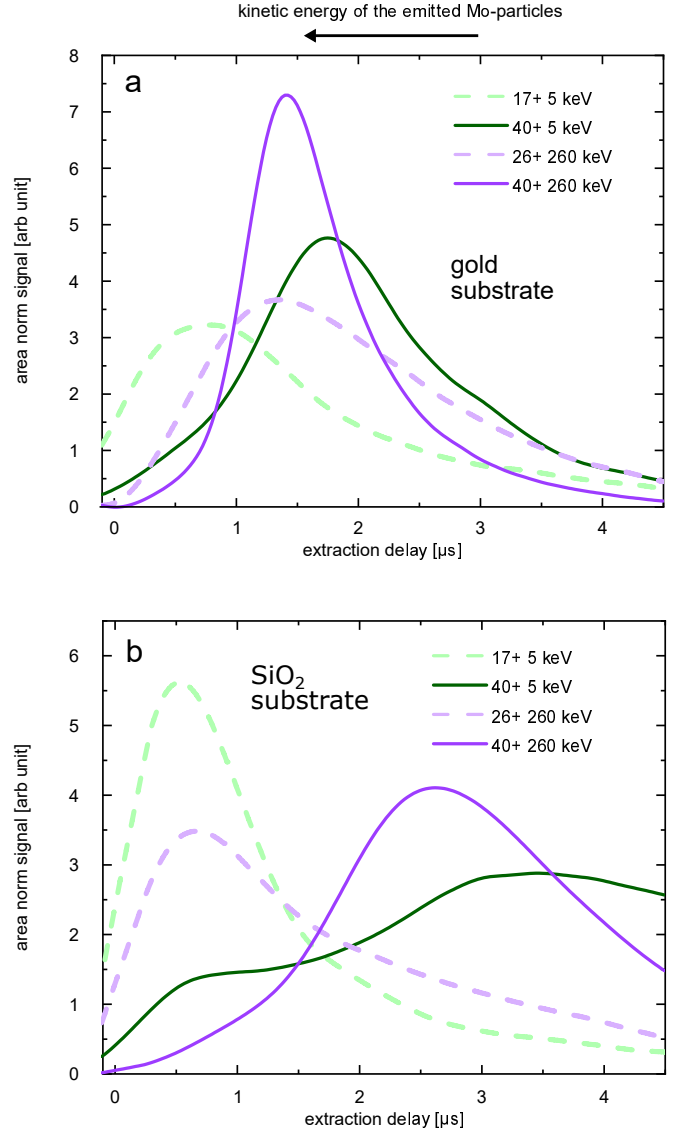 kinetic energy of the emitted Mo-particles
a
8
7
6
5
4
3
2
1
0
area norm signal [arb unit]
17+ 5 keV
40+ 5 keV
26+ 260 keV
40+ 260 keV
gold
substrate
0 1 2 3 4
extraction delay [µs]
b
6
5
4
3
2
1
0
area norm signal [arb unit]
SiO₂
substrate
17+ 5 keV
40+ 5 keV
26+ 260 keV
40+ 260 keV
0 1 2 3 4
extraction delay [µs]